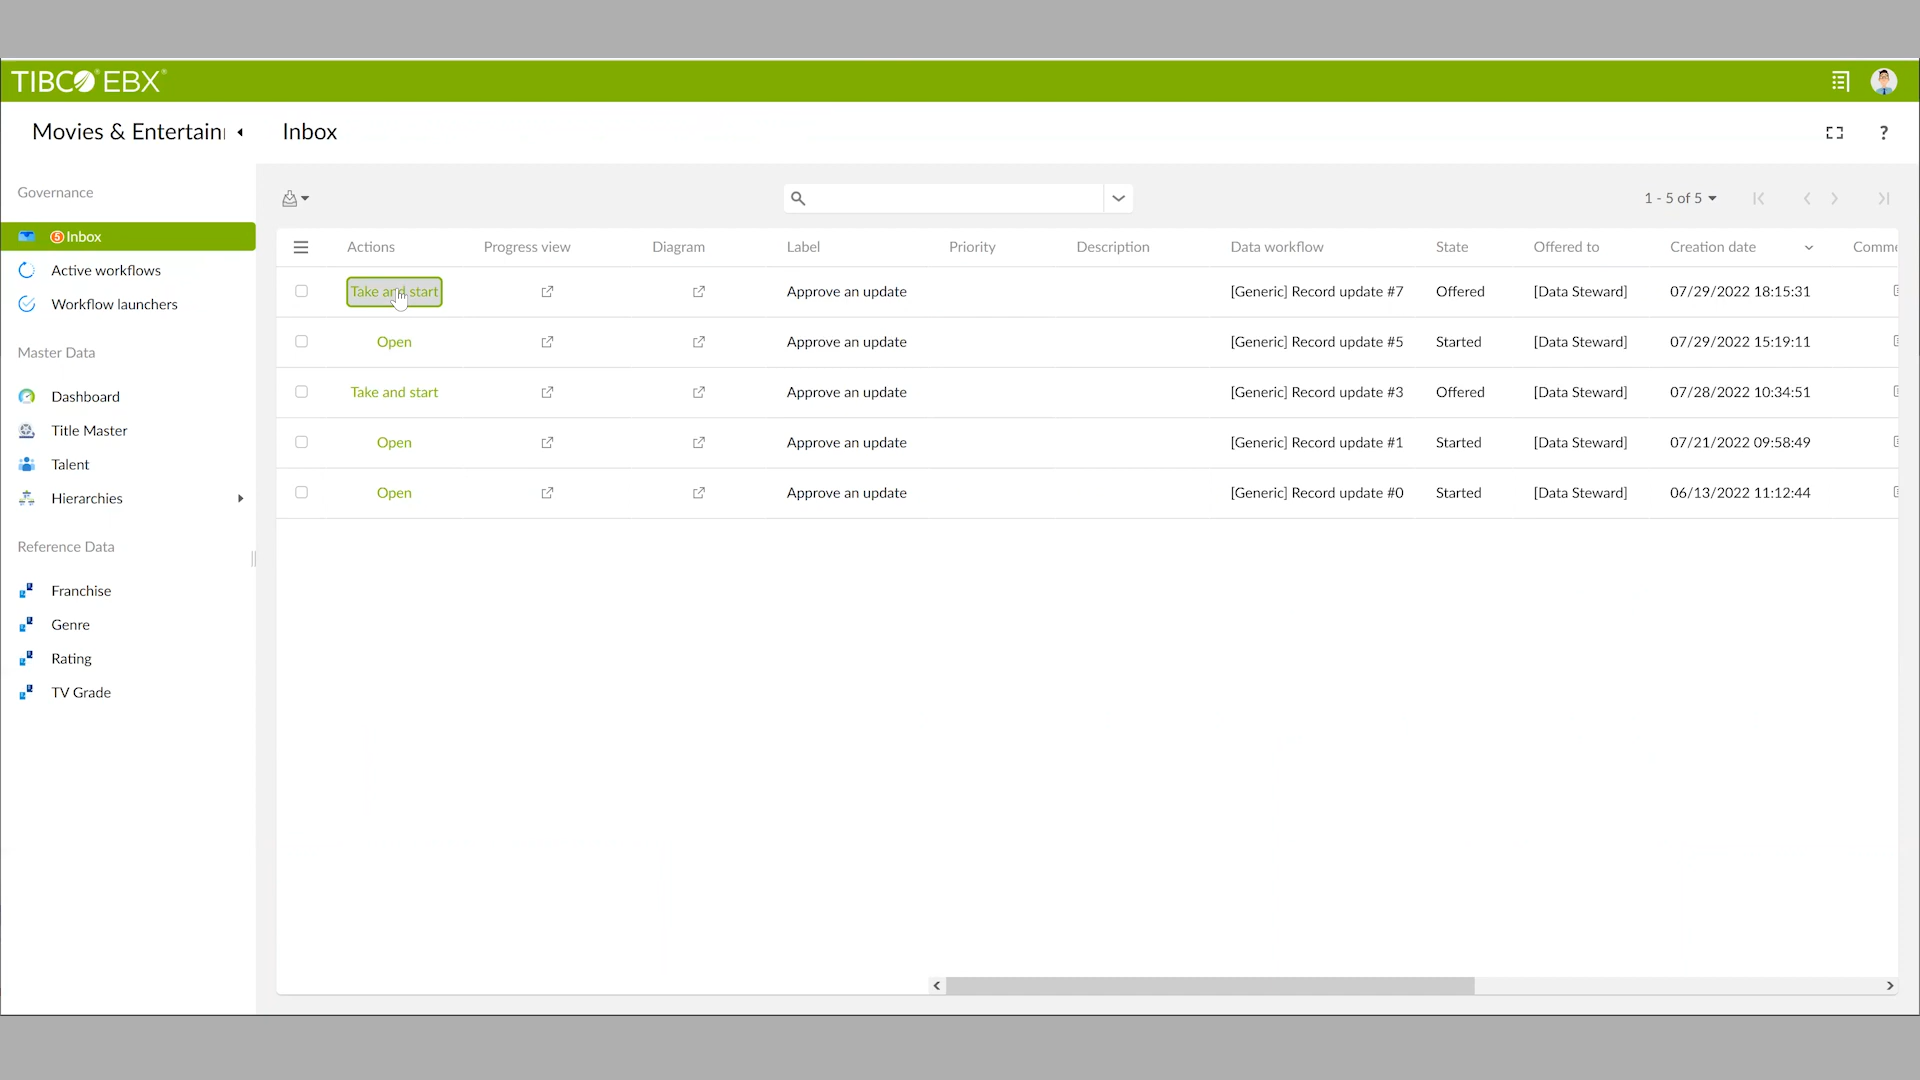 TIBCO® EBX®
Movies & Entertain
Inbox
?
Governance
5 Inbox
Active workflows
Workflow launchers
Master Data
Dashboard
Title Master
Talent
Hierarchies
Reference Data
Franchise
Genre
Rating
TV Grade
1 - 5 of 5
Actions Progress view Diagram Label Priority Description Data workflow State Offered to Creation date Comme
Take and start Approve an update [Generic] Record update #7 Offered [Data Steward] 07/29/2022 18:15:31
Open Approve an update [Generic] Record update #5 Started [Data Steward] 07/29/2022 15:19:11
Take and start Approve an update [Generic] Record update #3 Offered [Data Steward] 07/28/2022 10:34:51
Open Approve an update [Generic] Record update #1 Started [Data Steward] 07/21/2022 09:58:49
Open Approve an update [Generic] Record update #0 Started [Data Steward] 06/13/2022 11:12:44